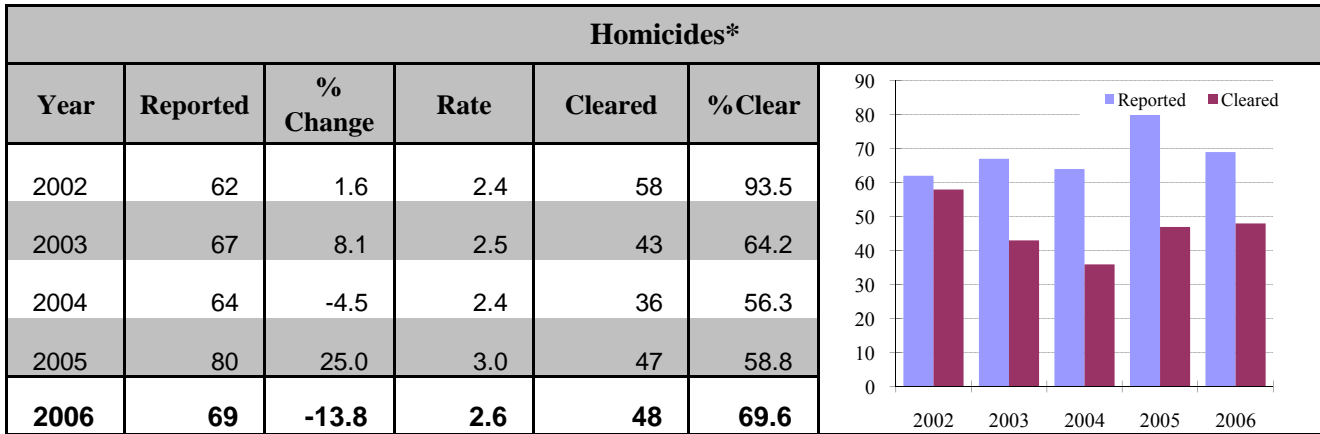 Homicides*
Year Reported % Change Rate Cleared %Clear
2002 62 1.6 2.4 58 93.5
2003 67 8.1 2.5 43 64.2
2004 64 -4.5 2.4 36 56.3
2005 80 25.0 3.0 47 58.8
2006 69 -13.8 2.6 48 69.6
Reported Cleared
90
80
70
60
50
40
30
20
10
0
2002 2003 2004 2005 2006